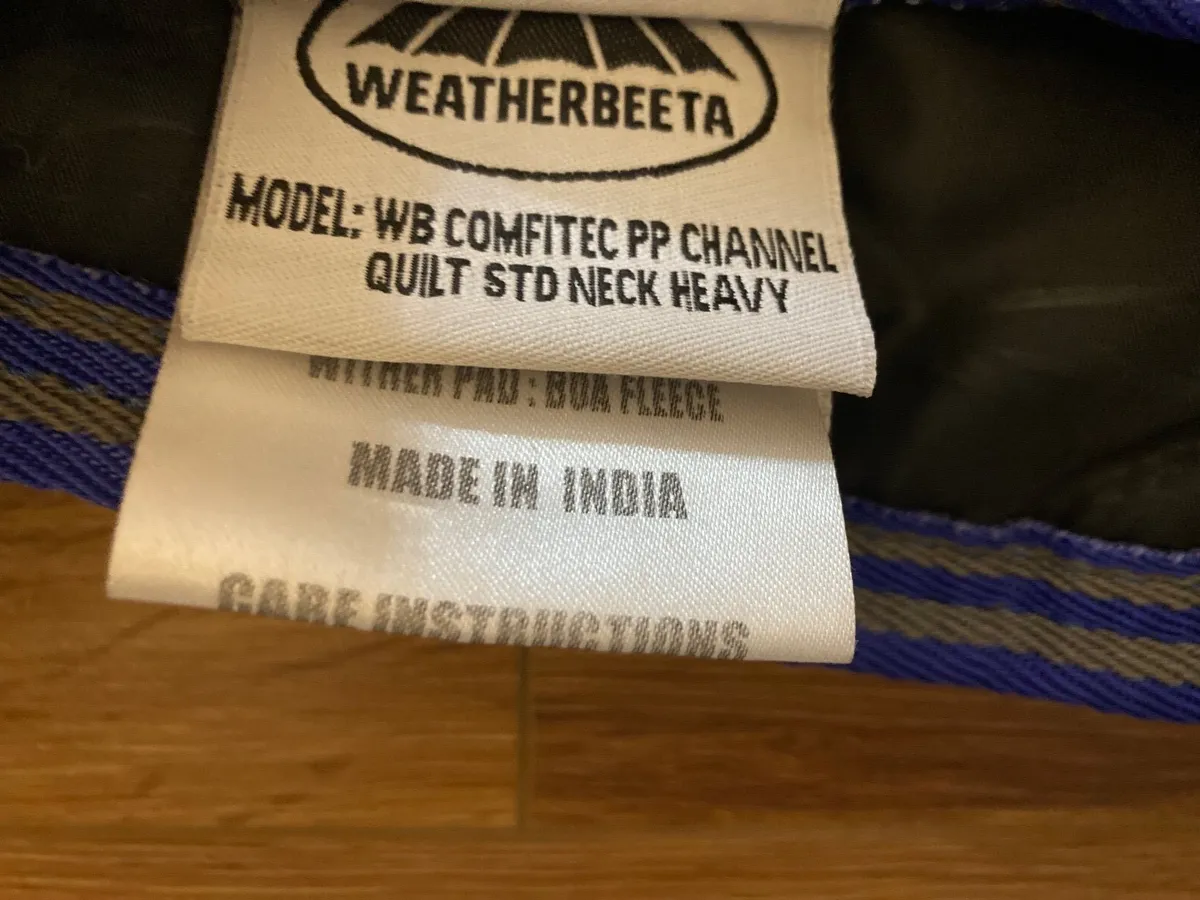 WEATHERBEETA
MODEL: WB COMFITEC PP CHANNEL
QUILT STD NECK HEAVY
WITHER PAD : BOA FLEECE
MADE IN INDIA
CARE INSTRUCTIONS